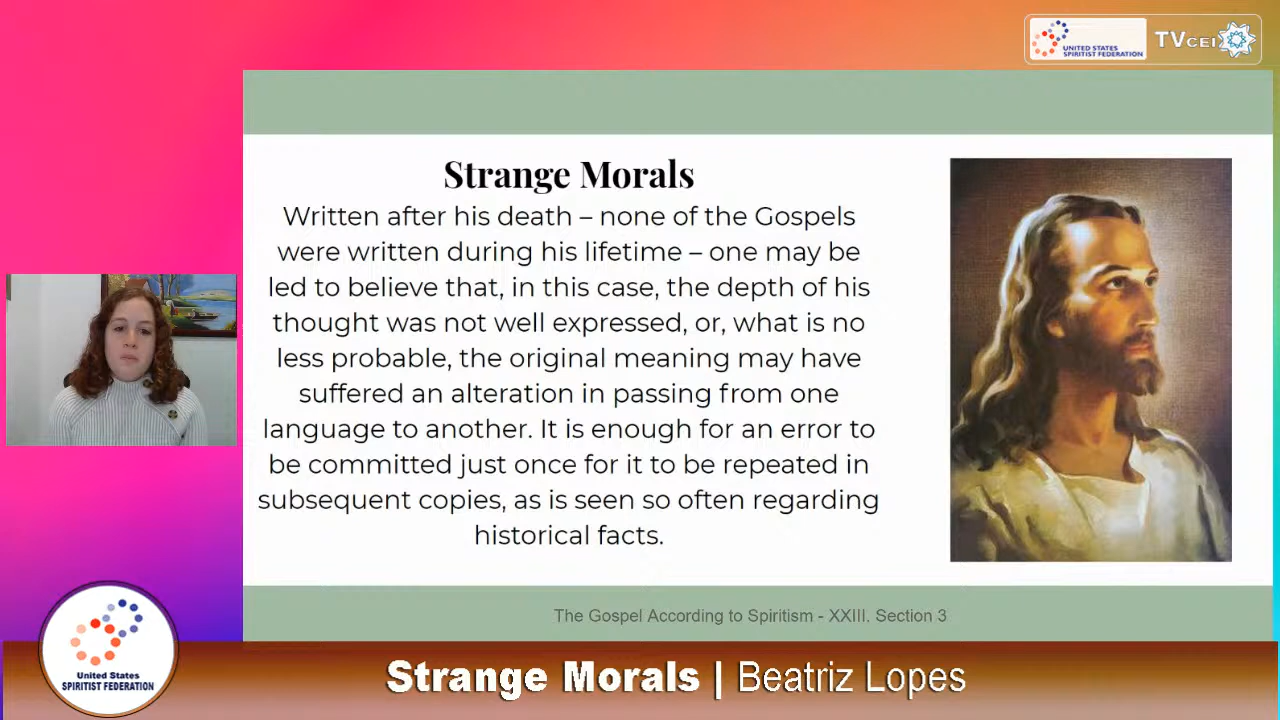 UNITED STATES
SPIRITIST FEDERATION
TVCEI
Strange Morals
Written after his death – none of the Gospels
were written during his lifetime – one may be
led to believe that, in this case, the depth of his
thought was not well expressed, or, what is no
less probable, the original meaning may have
suffered an alteration in passing from one
language to another. It is enough for an error to
be committed just once for it to be repeated in
subsequent copies, as is seen so often regarding
historical facts.
The Gospel According to Spiritism - XXIII. Section 3
United States
SPIRITIST FEDERATION
Strange Morals | Beatriz Lopes